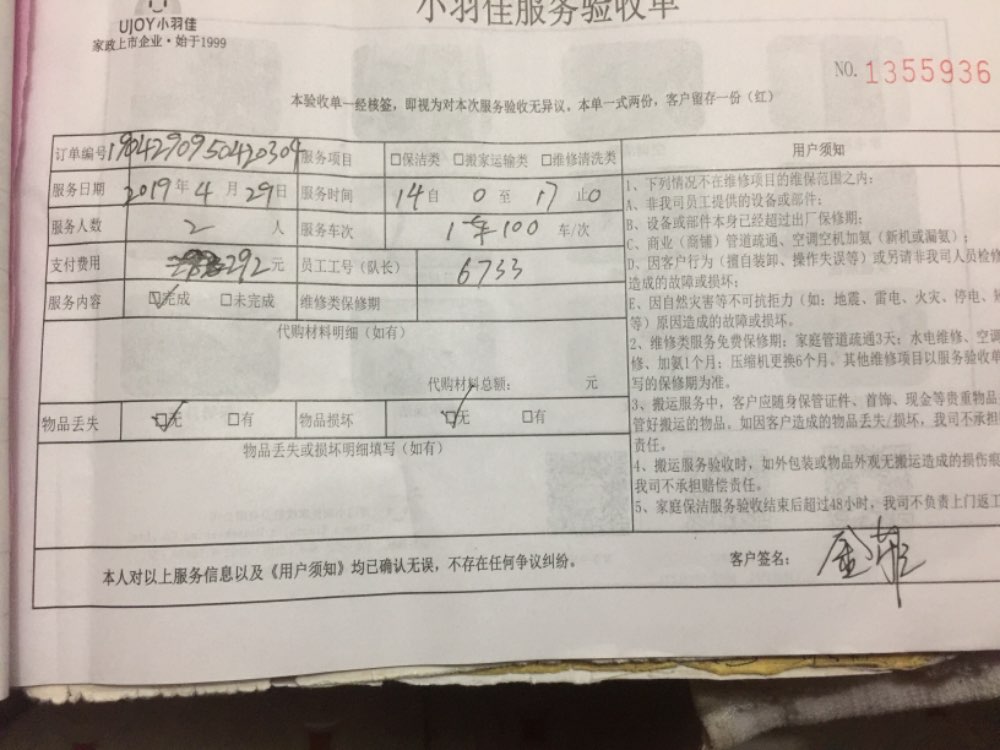 小羽佳服务验收单
UJOY小羽佳
家政上市企业·始于1999
NO. 1355936
本验收单一经核签，即视为对本次服务验收无异议。本单一式两份，客户留存一份（红）
订单编号 1904290950420304 服务项目 □保洁类 □搬家运输类 □维修清洗类 用户须知
服务日期 2019年4月29日 服务时间 14自0至17止0
服务人数 2人 服务车次 1车100 车/次
支付费用 292元 员工工号（队长） 6733
服务内容 ☑完成 □未完成 维修类保修期
代购材料明细（如有）
代购材料总额： 元
物品丢失 ☑无 □有 物品损坏 ☑无 □有
物品丢失或损坏明细填写（如有）
1、下列情况不在维修项目的维保范围之内：
A、非我司员工提供的设备或部件；
B、设备或部件本身已经超过出厂保修期；
C、商业（商铺）管道疏通、空调空机加氨（新机或漏氨）；
D、因客户行为（擅自装卸、操作失误等）或另请非我司人员检修
造成的故障或损坏；
E、因自然灾害等不可抗拒力（如：地震、雷电、火灾、停电、
等）原因造成的故障或损坏。
2、维修类服务免费保修期：家庭管道疏通3天；水电维修、空调
修、加氨1个月；压缩机更换6个月。其他维修项目以服务验收单
写的保修期为准。
3、搬运服务中，客户应随身保管证件、首饰、现金等贵重物品
管好搬运的物品。如因客户造成的物品丢失/损坏，我司不承担
责任。
4、搬运服务验收时，如外包装或物品外观无搬运造成的损伤痕
我司不承担赔偿责任。
5、家庭保洁服务验收结束后超过48小时，我司不负责上门返工
本人对以上服务信息以及《用户须知》均已确认无误，不存在任何争议纠纷。 客户签名：